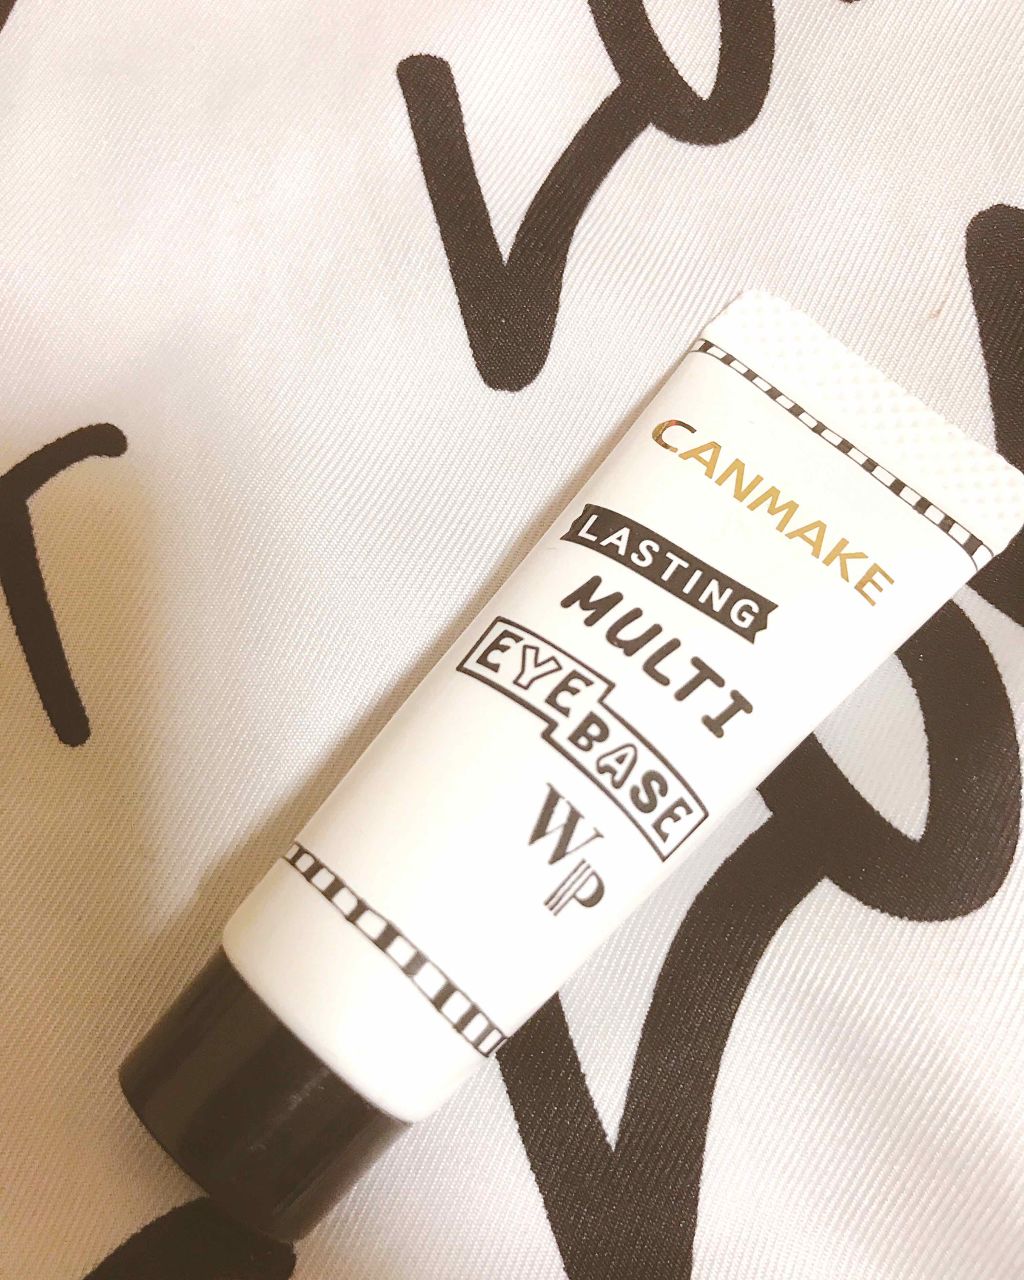 CANMAKE
LASTING
MULTI
EYE BASE
WP